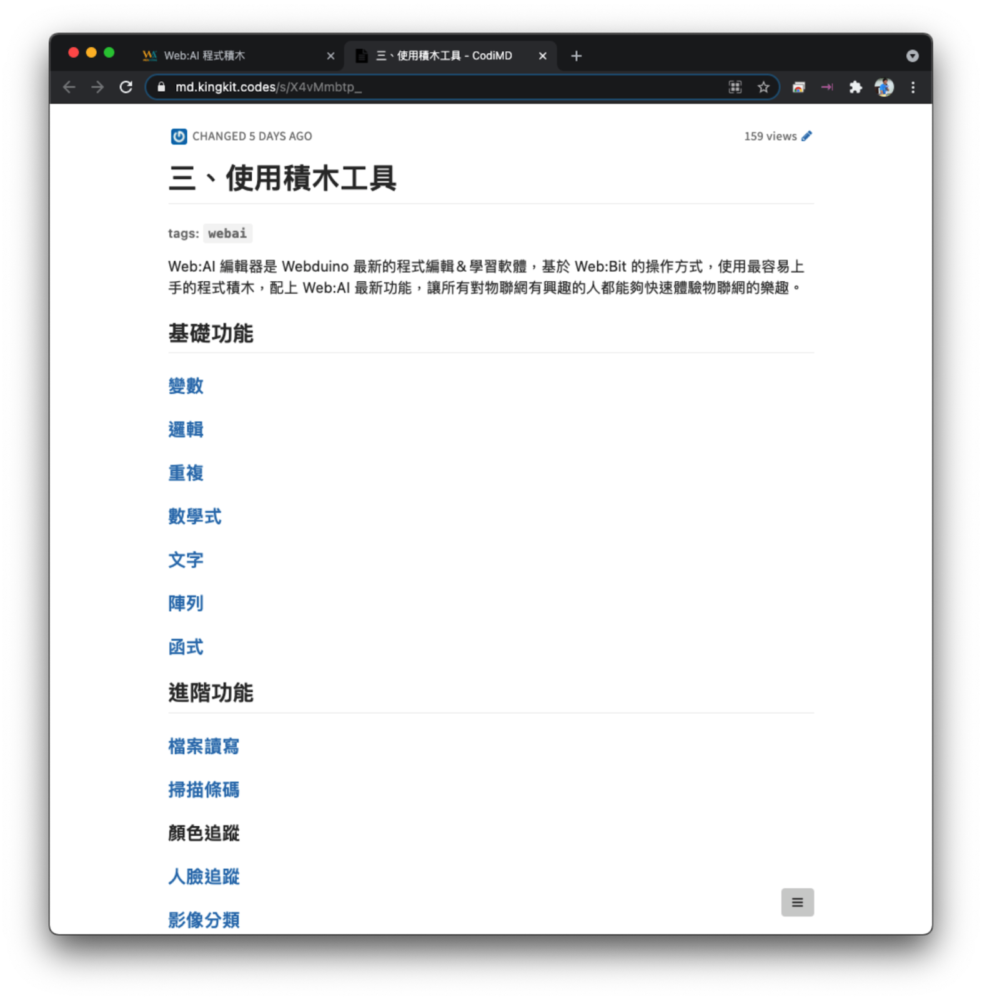 Web:AI 程式積木
三、使用積木工具 - CodiMD
md.kingkit.codes/s/X4vMmbtp_
CHANGED 5 DAYS AGO
159 views
三、使用積木工具
tags: webai
Web:AI 編輯器是 Webduino 最新的程式編輯＆學習軟體，基於 Web:Bit 的操作方式，使用最容易上
手的程式積木，配上 Web:AI 最新功能，讓所有對物聯網有興趣的人都能夠快速體驗物聯網的樂趣。
基礎功能
變數
邏輯
重複
數學式
文字
陣列
函式
進階功能
檔案讀寫
掃描條碼
顏色追蹤
人臉追蹤
影像分類